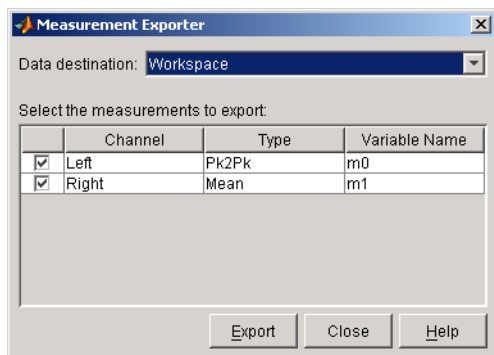 Measurement Exporter
Data destination: Workspace
Select the measurements to export:
Channel Type Variable Name
Left Pk2Pk m0
Right Mean m1
Export Close Help